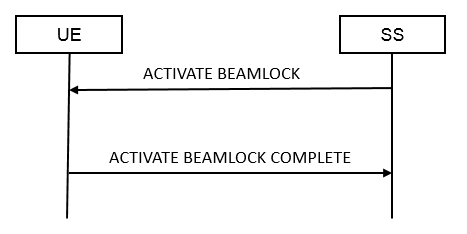 UE
SS
ACTIVATE BEAMLOCK
ACTIVATE BEAMLOCK COMPLETE